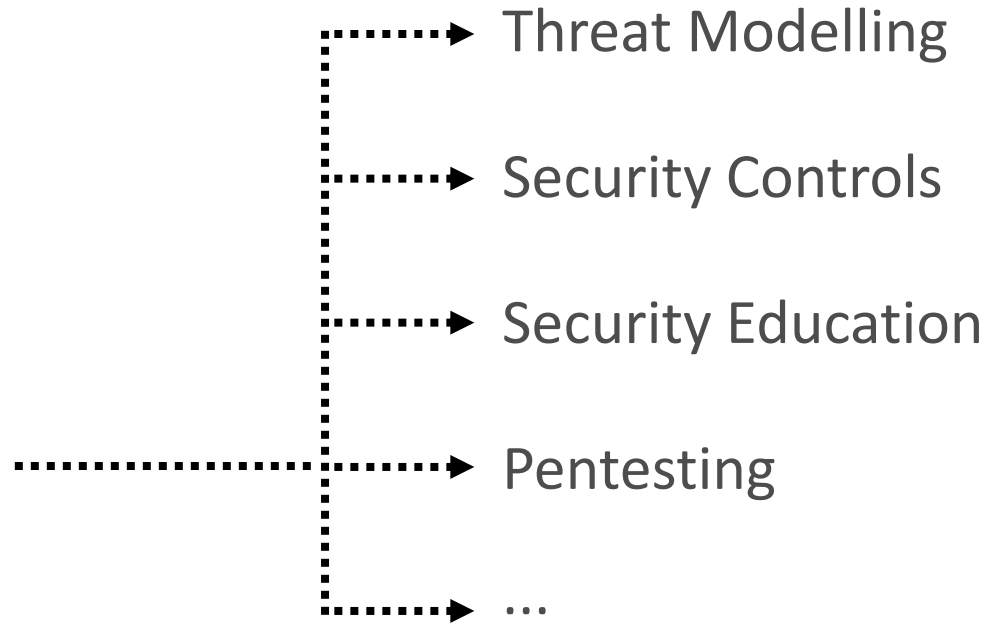 Threat Modelling
Security Controls
Security Education
Pentesting
...